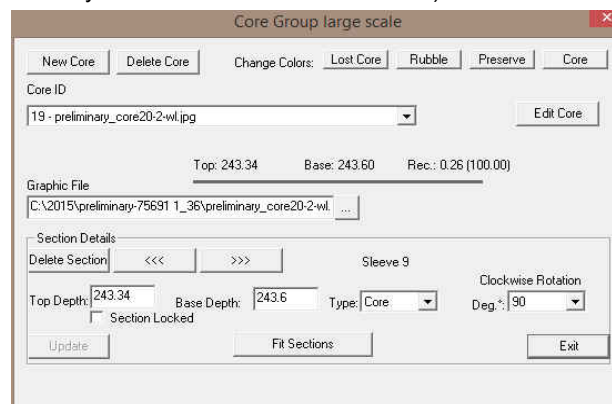 Core Group large scale
New Core Delete Core Change Colors: Lost Core Rubble Preserve Core
Core ID
19 - preliminary_core20-2-wl.jpg Edit Core
Top: 243.34 Base: 243.60 Rec.: 0.26 (100.00)
Graphic File
C:\2015\preliminary-75691 1_36\preliminary_core20-2-wl. ...
Section Details
Delete Section <<< >>> Sleeve 9
Clockwise Rotation
Top Depth: 243.34 Base Depth: 243.6 Type: Core Deg.*: 90
Section Locked
Update Fit Sections Exit